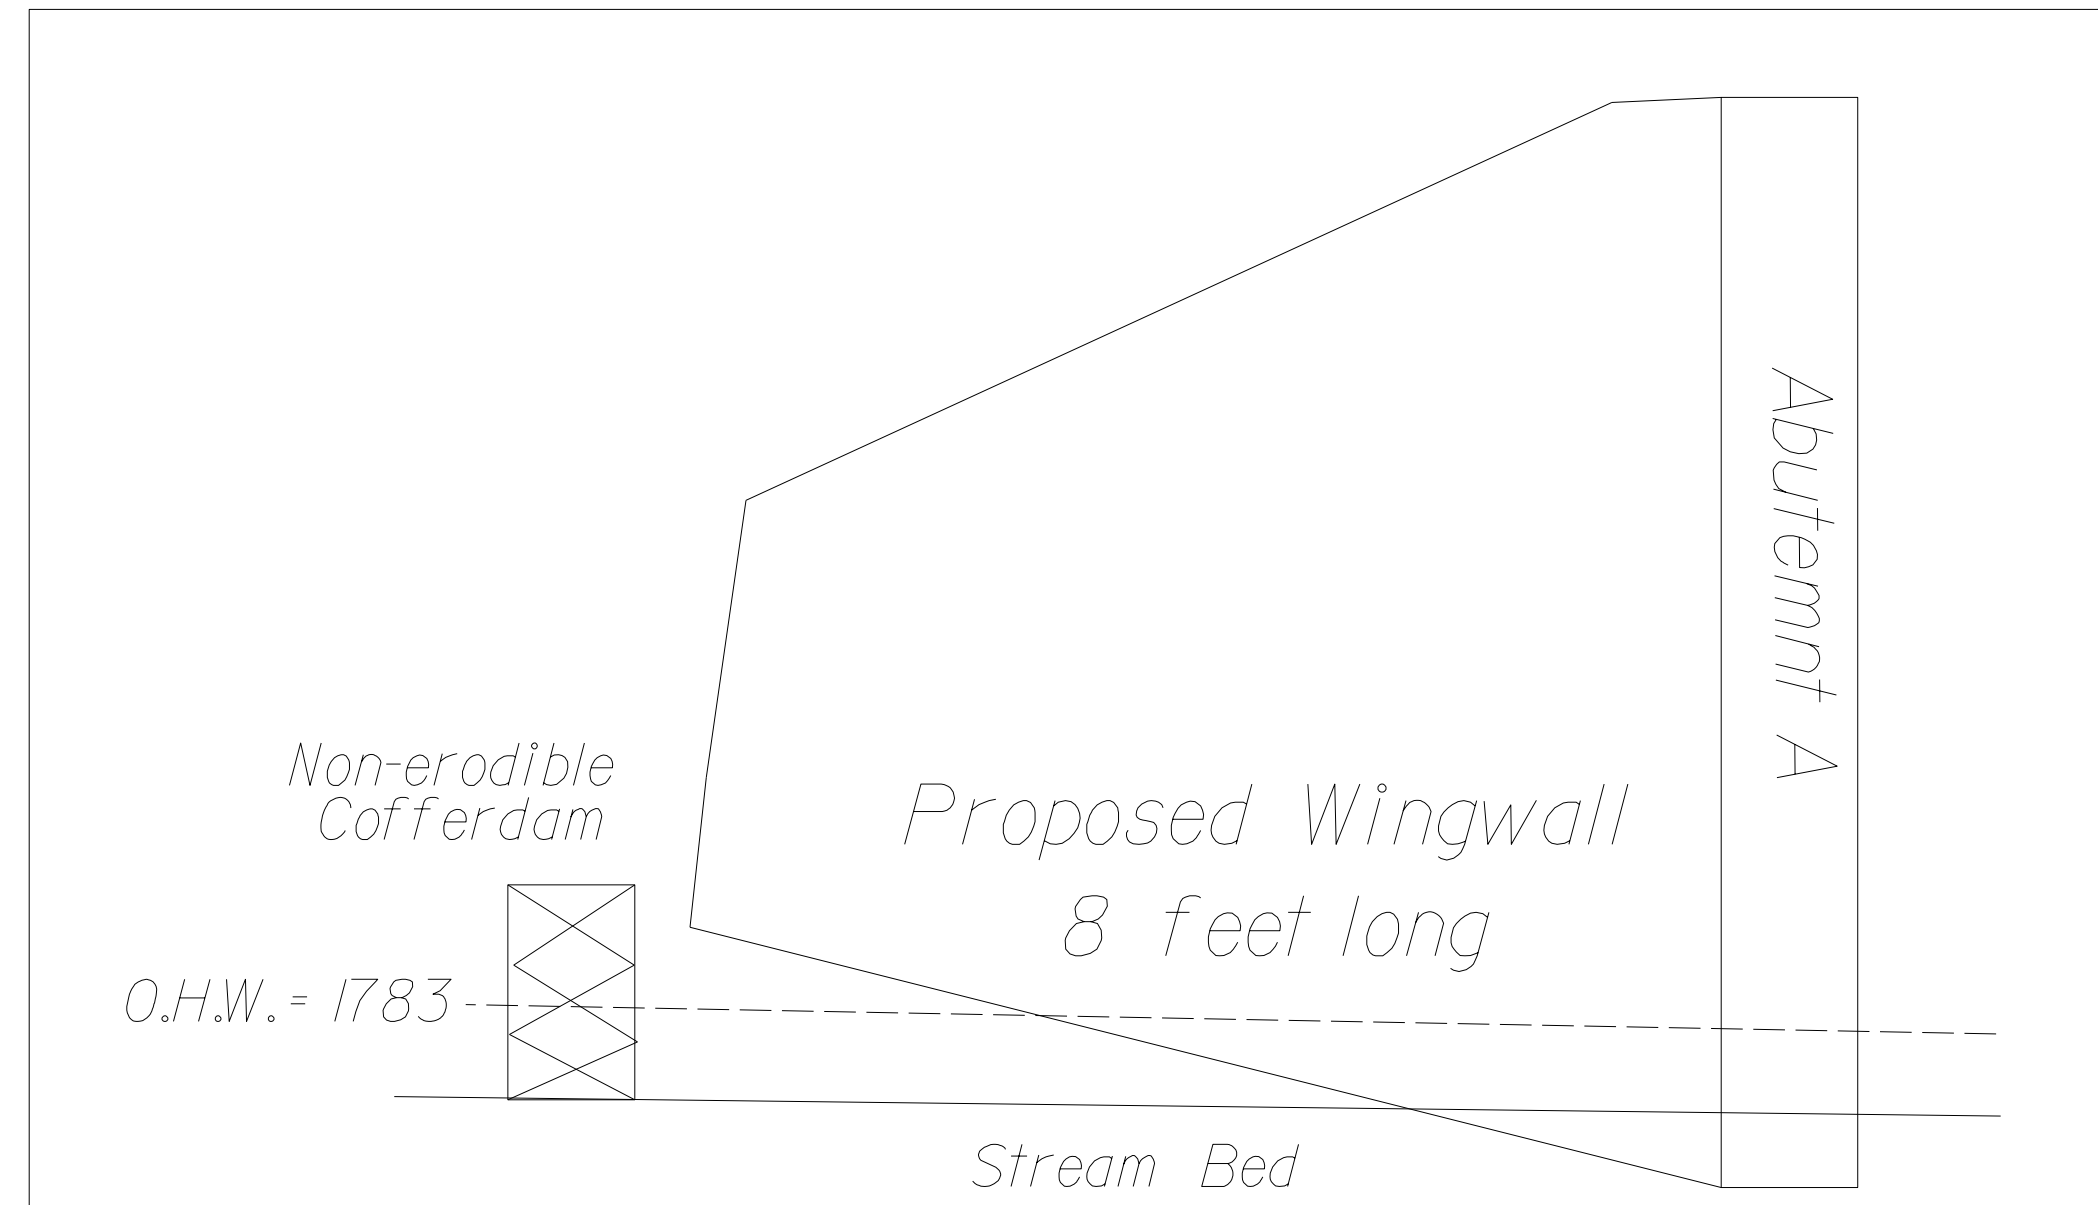 Abutemnt A
Non-erodible
Cofferdam
Proposed Wingwall
8 feet long
O.H.W.= 1783
Stream Bed